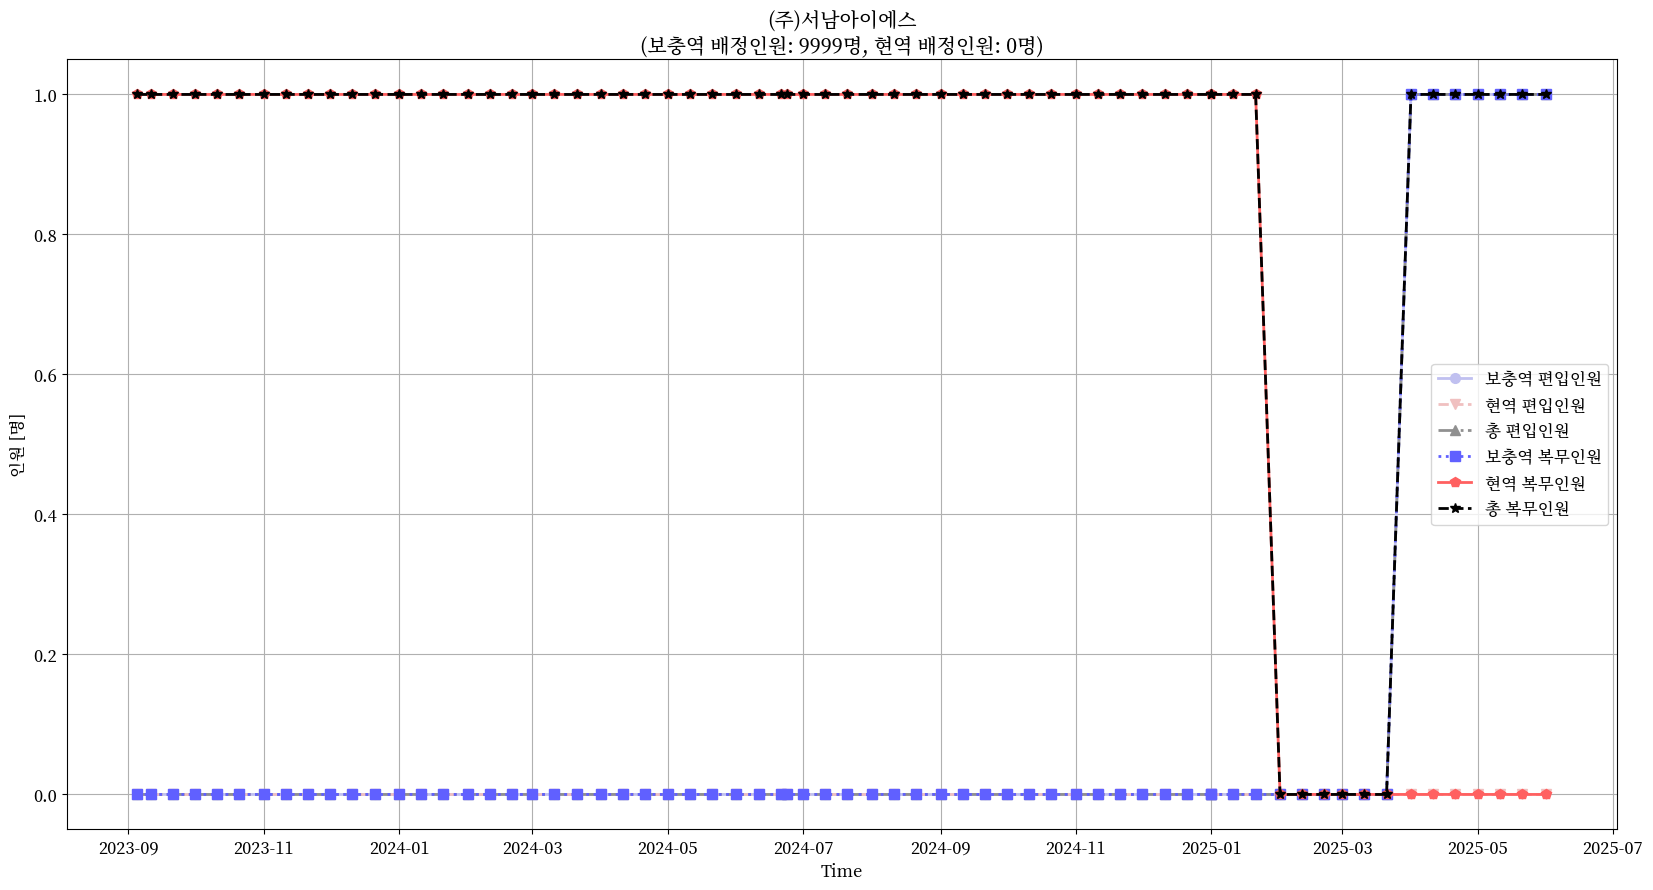 (주)서남아이에스
(보충역 배정인원: 9999명, 현역 배정인원: 0명)
1.0
0.8
0.6
0.4
0.2
0.0
인원 [명]
보충역 편입인원
현역 편입인원
총 편입인원
보충역 복무인원
현역 복무인원
총 복무인원
2023-09
2023-11
2024-01
2024-03
2024-05
2024-07
2024-09
2024-11
2025-01
2025-03
2025-05
2025-07
Time